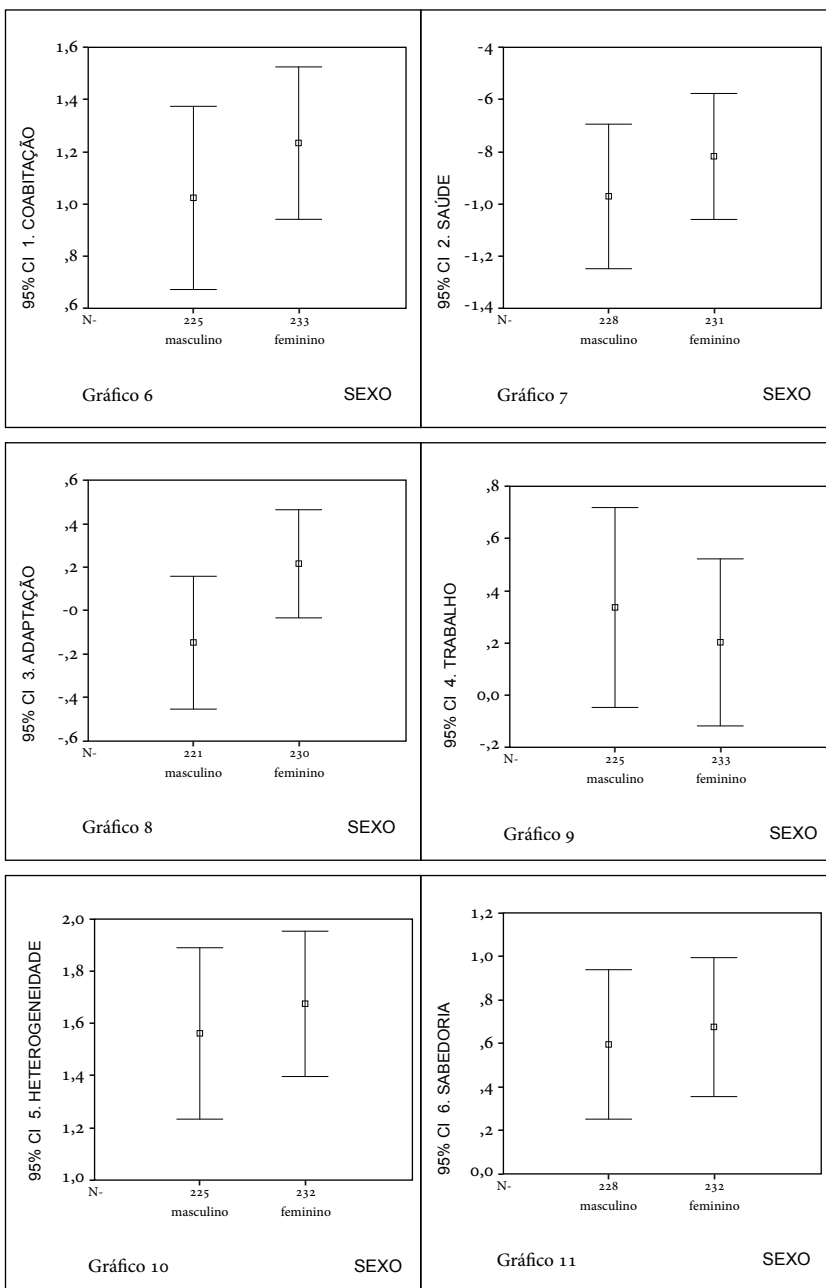 95% CI 1. COABITAÇÃO
1,6
1,4
1,2
1,0
,8
,6
N-
225
233
masculino
feminino
Gráfico 6
SEXO
95% CI 2. SAÚDE
-4
-6
-8
-1,0
-1,2
-1,4
N-
228
231
masculino
feminino
Gráfico 7
SEXO
95% CI 3. ADAPTAÇÃO
,6
,4
,2
-0
-,2
-,4
-,6
N-
221
230
masculino
feminino
Gráfico 8
SEXO
95% CI 4. TRABALHO
,8
,6
,4
,2
0,0
-,2
N-
225
233
masculino
feminino
Gráfico 9
SEXO
95% CI 5. HETEROGENEIDADE
2,0
1,8
1,6
1,4
1,2
1,0
N-
225
232
masculino
feminino
Gráfico 10
SEXO
95% CI 6. SABEDORIA
1,2
1,0
,8
,6
,4
,2
0,0
N-
228
232
masculino
feminino
Gráfico 11
SEXO